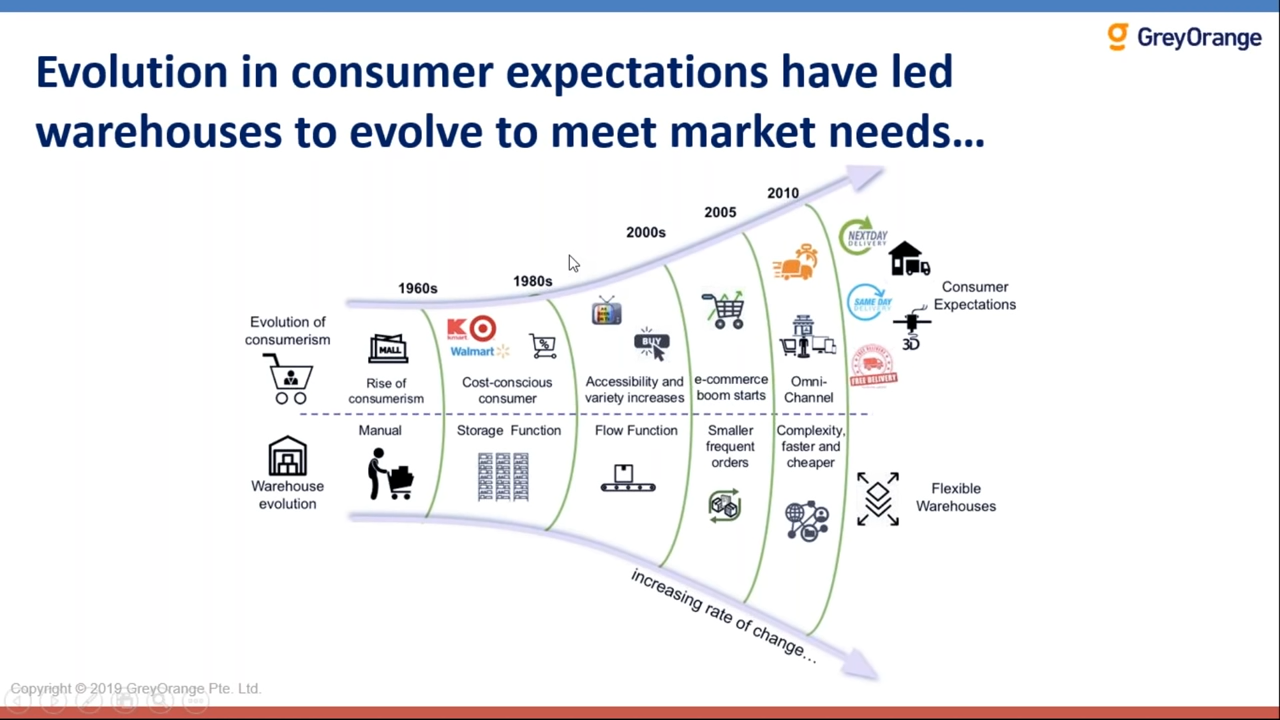 GreyOrange
Evolution in consumer expectations have led
warehouses to evolve to meet market needs...
1960s
1980s
2000s
2005
2010
Evolution of
consumerism
MALL
Rise of
consumerism
kmart
Walmart
%
Cost-conscious
consumer
BUY
Accessibility and
variety increases
e-commerce
boom starts
Omni-
Channel
NEXTDAY
DELIVERY
SAME DAY
DELIVERY
3D
FREE DELIVERY
Consumer
Expectations
Manual
Storage Function
Flow Function
Smaller
frequent
orders
Complexity,
faster and
cheaper
Warehouse
evolution
Flexible
Warehouses
increasing rate of change...
Copyright © 2019 GreyOrange Pte. Ltd.